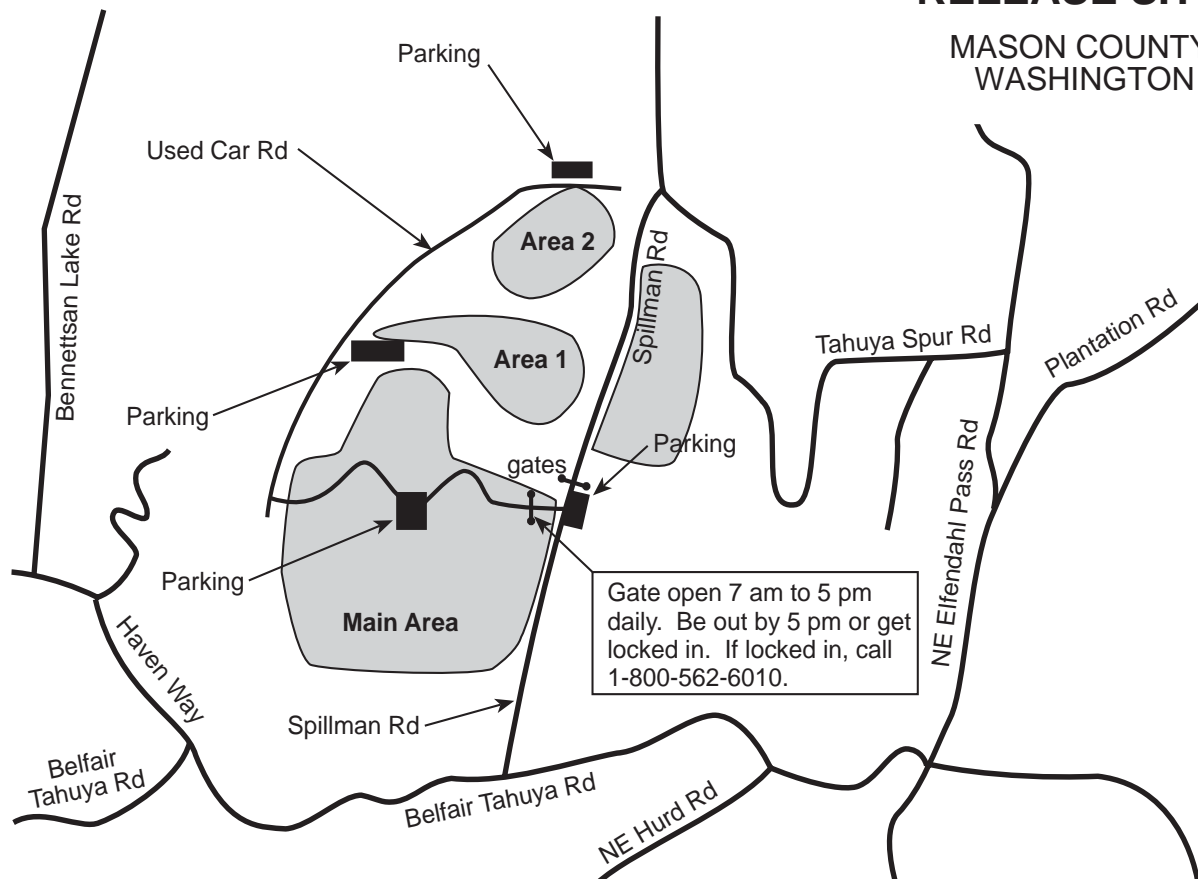 MASON COUNTY
WASHINGTON
Parking
Used Car Rd
Bennettsan Lake Rd
Area 2
Spillman Rd
Area 1
Tahuya Spur Rd
Plantation Rd
Parking
Parking
gates
NE Elfendahl Pass Rd
Parking
Main Area
Gate open 7 am to 5 pm
daily.  Be out by 5 pm or get
locked in.  If locked in, call
1-800-562-6010.
Haven Way
Spillman Rd
Belfair
Tahuya Rd
Belfair Tahuya Rd
NE Hurd Rd